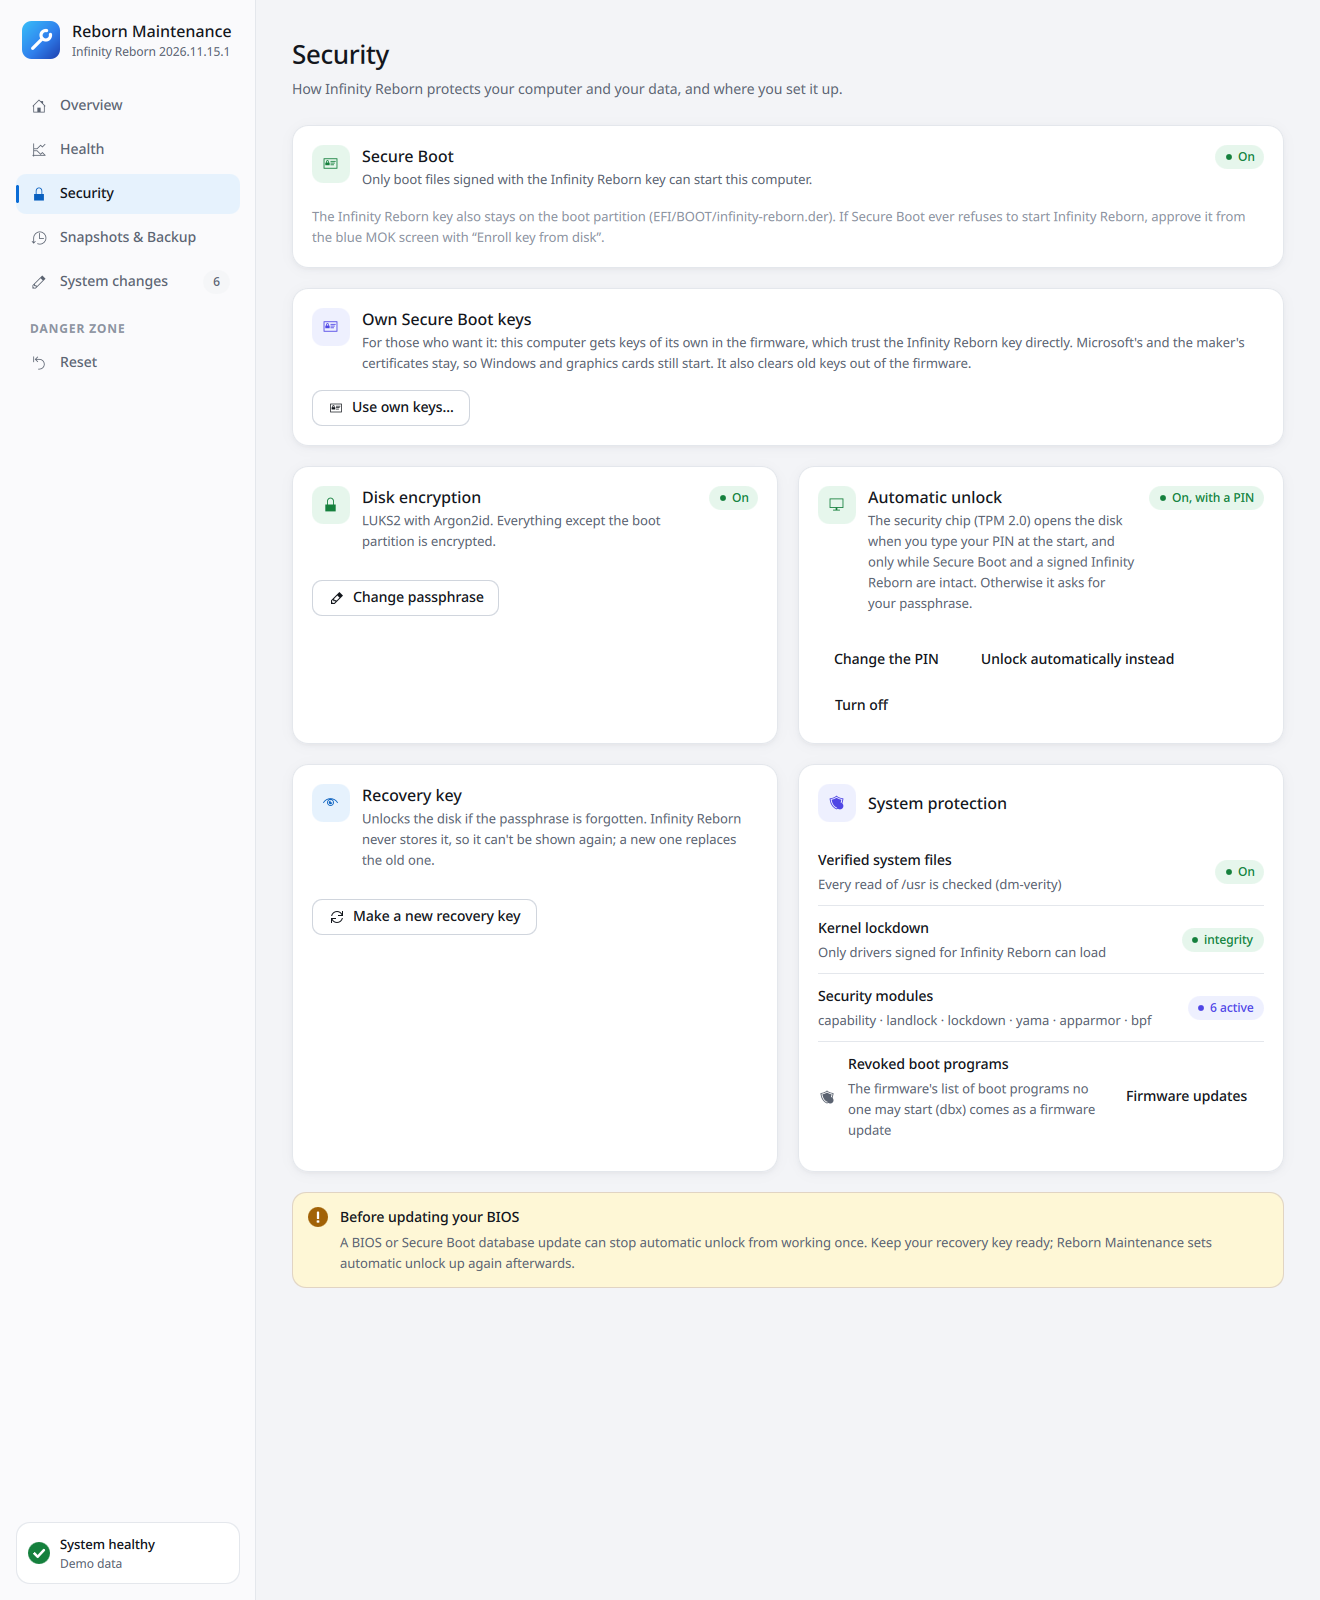 Reborn Maintenance
Infinity Reborn 2026.11.15.1
Overview
Health
Security
Snapshots & Backup
System changes 6
DANGER ZONE
Reset
System healthy
Demo data
Security
How Infinity Reborn protects your computer and your data, and where you set it up.
Secure Boot
On
Only boot files signed with the Infinity Reborn key can start this computer.
The Infinity Reborn key also stays on the boot partition (EFI/BOOT/infinity-reborn.der). If Secure Boot ever refuses to start Infinity Reborn, approve it from
the blue MOK screen with “Enroll key from disk”.
Own Secure Boot keys
For those who want it: this computer gets keys of its own in the firmware, which trust the Infinity Reborn key directly. Microsoft's and the maker's
certificates stay, so Windows and graphics cards still start. It also clears old keys out of the firmware.
Use own keys...
Disk encryption
On
LUKS2 with Argon2id. Everything except the boot
partition is encrypted.
Change passphrase
Automatic unlock
On, with a PIN
The security chip (TPM 2.0) opens the disk
when you type your PIN at the start, and
only while Secure Boot and a signed Infinity
Reborn are intact. Otherwise it asks for
your passphrase.
Change the PIN
Unlock automatically instead
Turn off
Recovery key
Unlocks the disk if the passphrase is forgotten. Infinity Reborn
never stores it, so it can't be shown again; a new one replaces
the old one.
Make a new recovery key
System protection
Verified system files
Every read of /usr is checked (dm-verity)
On
Kernel lockdown
Only drivers signed for Infinity Reborn can load
integrity
Security modules
capability · landlock · lockdown · yama · apparmor · bpf
6 active
Revoked boot programs
The firmware's list of boot programs no
one may start (dbx) comes as a firmware
update
Firmware updates
Before updating your BIOS
A BIOS or Secure Boot database update can stop automatic unlock from working once. Keep your recovery key ready; Reborn Maintenance sets
automatic unlock up again afterwards.